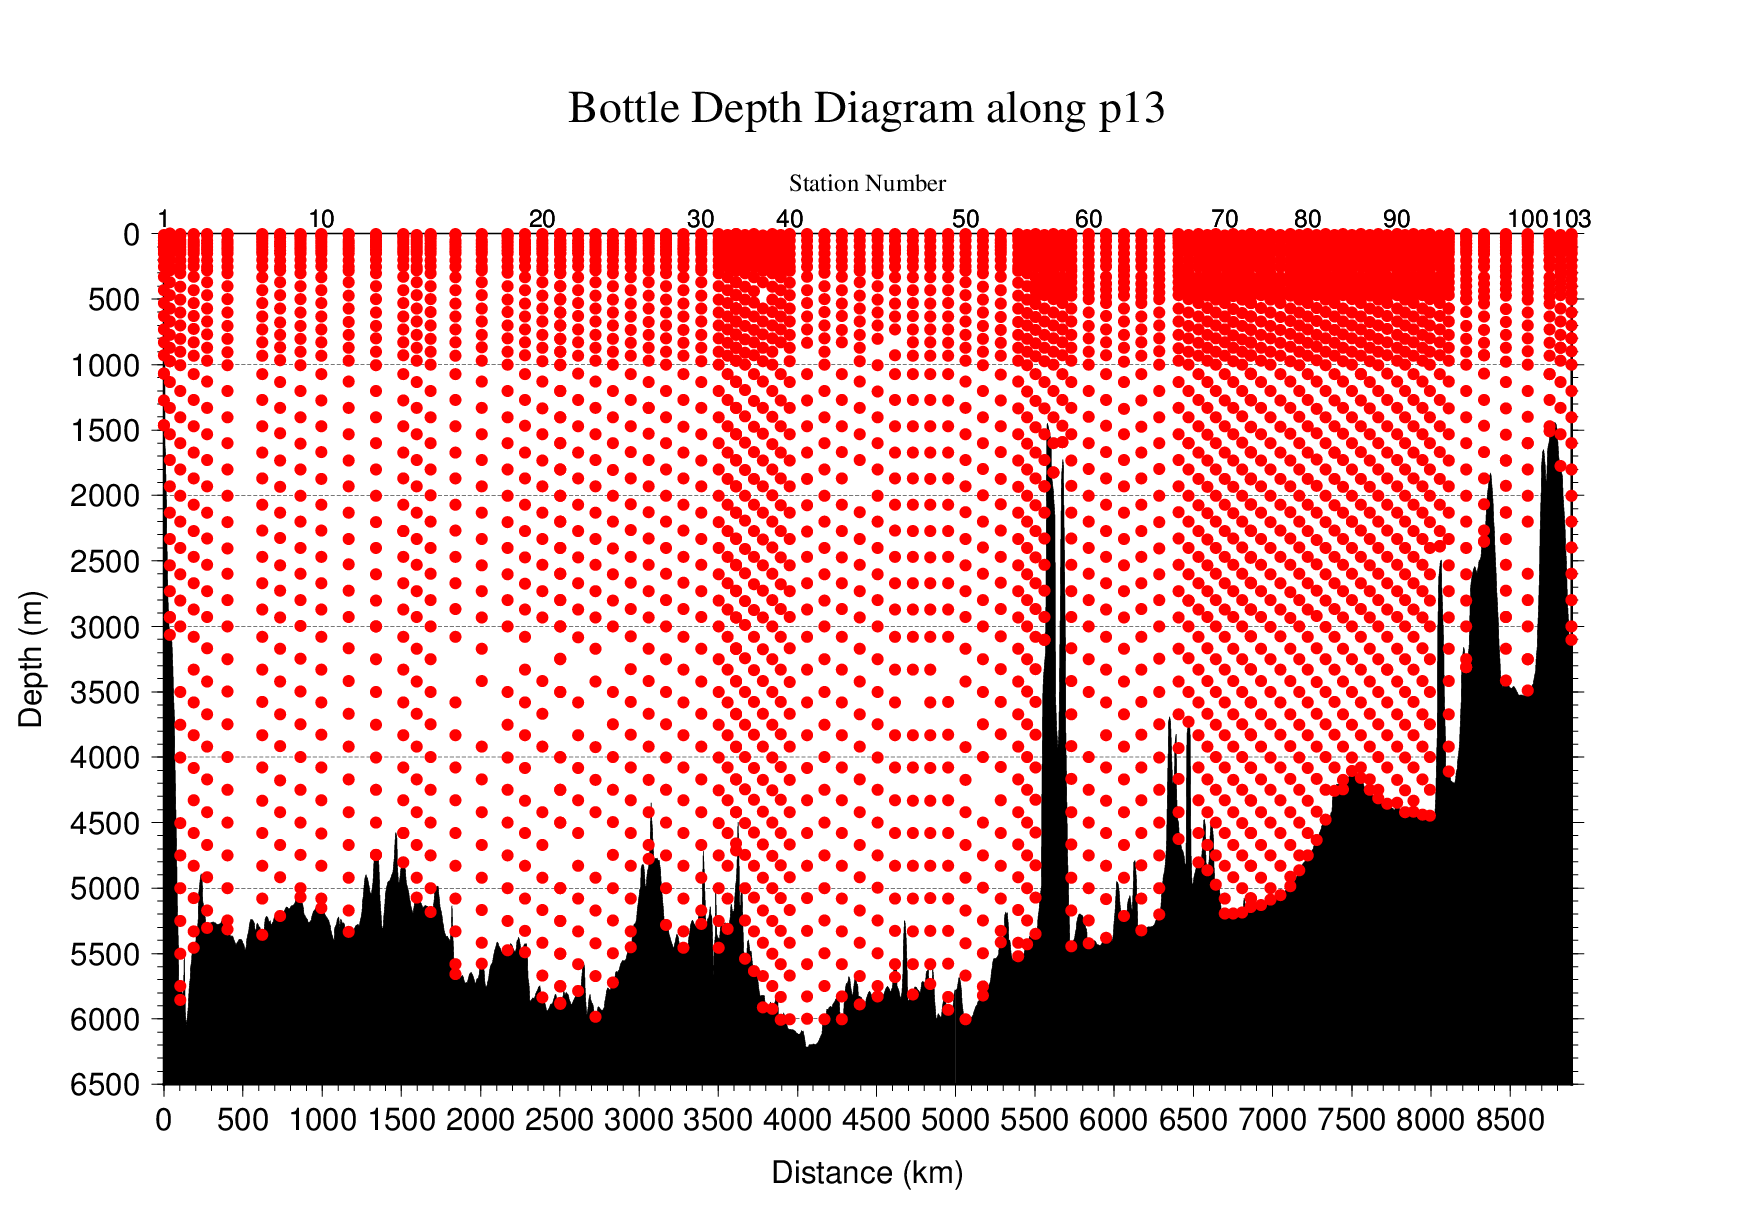 Bottle Depth Diagram along p13
Station Number
1 10 20 30 40 50 60 70 80 90 100 103
0
500
1000
1500
2000
2500
3000
3500
4000
4500
5000
5500
6000
6500
Depth (m)
0 500 1000 1500 2000 2500 3000 3500 4000 4500 5000 5500 6000 6500 7000 7500 8000 8500
Distance (km)